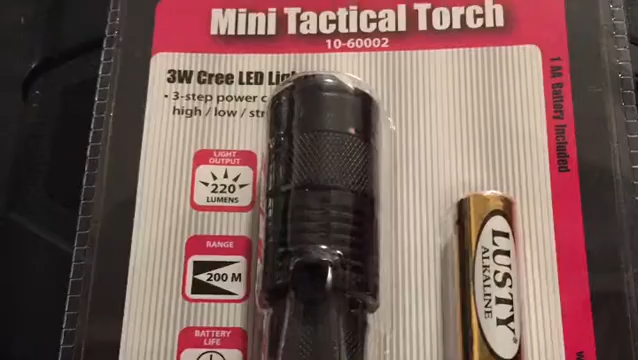 Mini Tactical Torch
10-60002
3W Cree LED
• 3-step power
high / low /
LIGHT
OUTPUT
220
LUMENS
RANGE
200 M
BATTERY
LIFE
1 AA Battery Included
LUSTY
ALKALINE